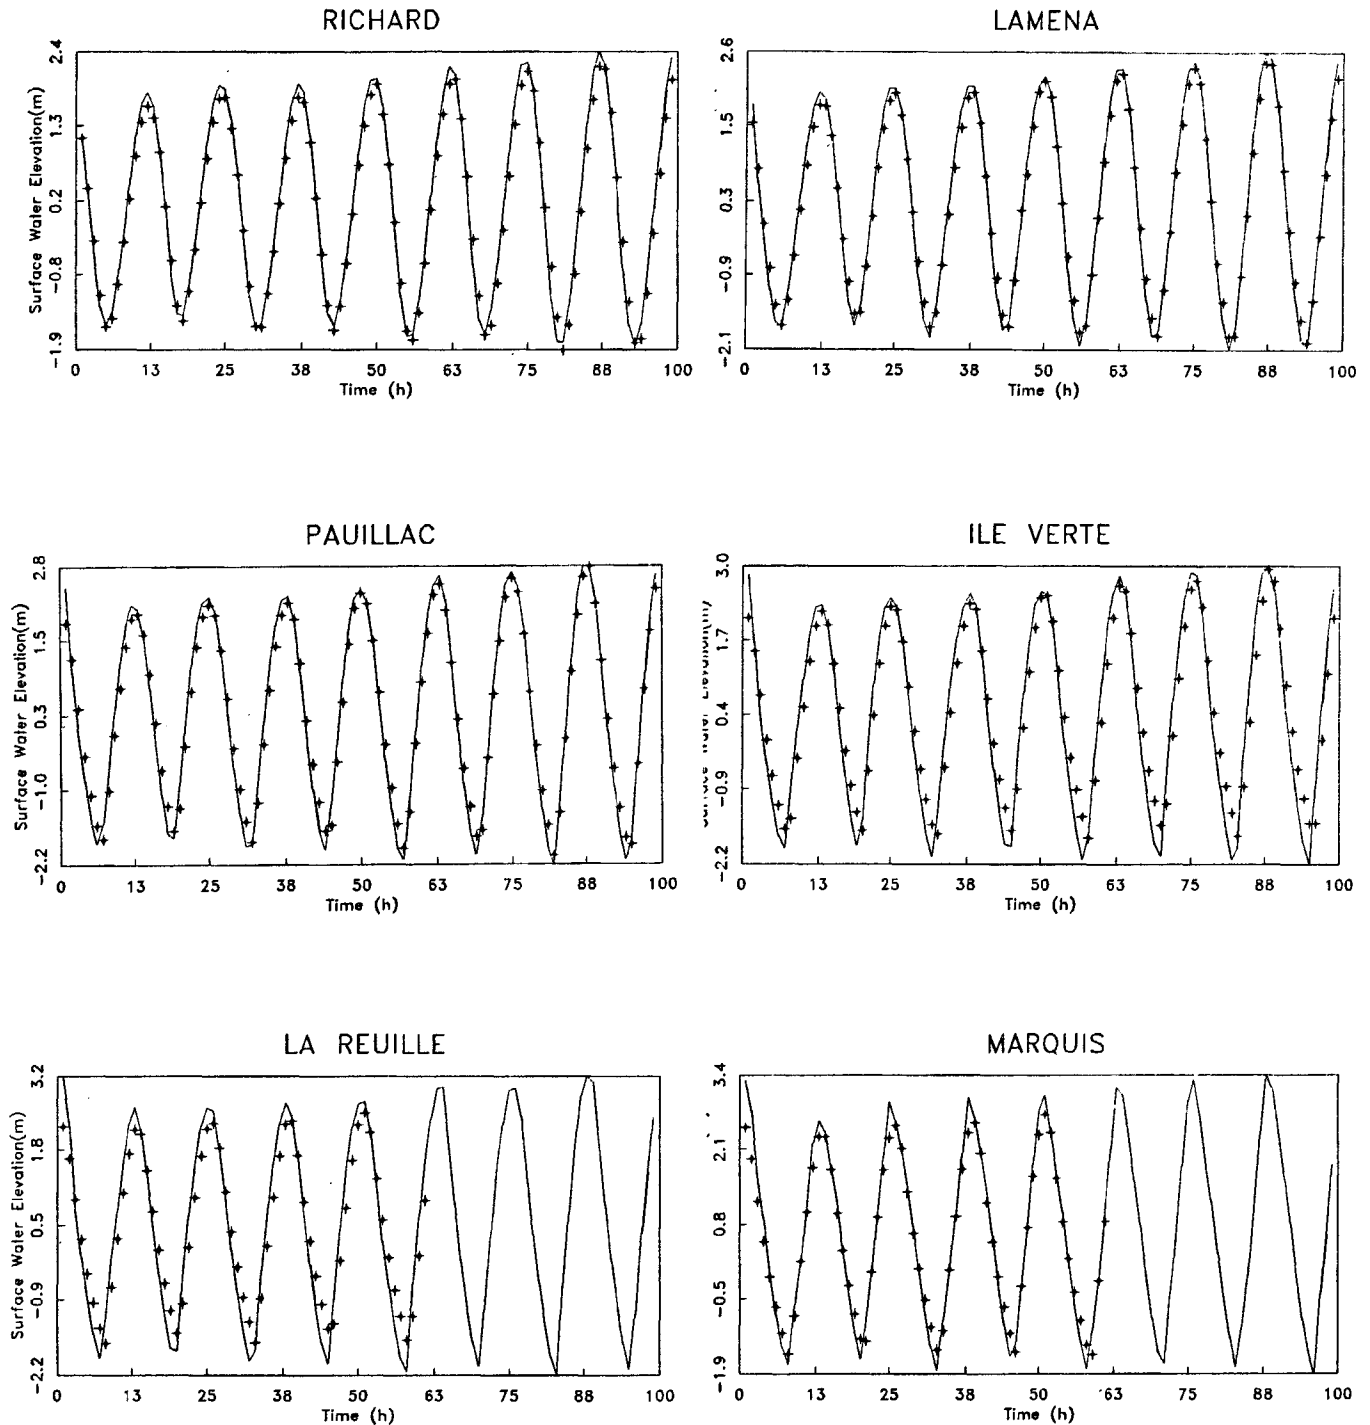 RICHARD
Surface Water Elevation(m)
2.4
1.3
0.2
-0.8
-1.9
0 13 25 38 50 63 75 88 100
Time (h)
LAMENA
2.6
1.5
0.3
-0.9
-2.1
0 13 25 38 50 63 75 88 100
Time (h)
PAUILLAC
Surface Water Elevation(m)
2.8
1.5
0.3
-1.0
-2.2
0 13 25 38 50 63 75 88 100
Time (h)
ILE VERTE
Surface Water Elevation(m)
3.0
1.7
0.4
-0.9
-2.2
0 13 25 38 50 63 75 88 100
Time (h)
LA REUILLE
Surface Water Elevation(m)
3.2
1.8
0.5
-0.9
-2.2
0 13 25 38 50 63 75 88 100
Time (h)
MARQUIS
3.4
2.1
0.8
-0.5
-1.9
0 13 25 38 50 63 75 88 100
Time (h)